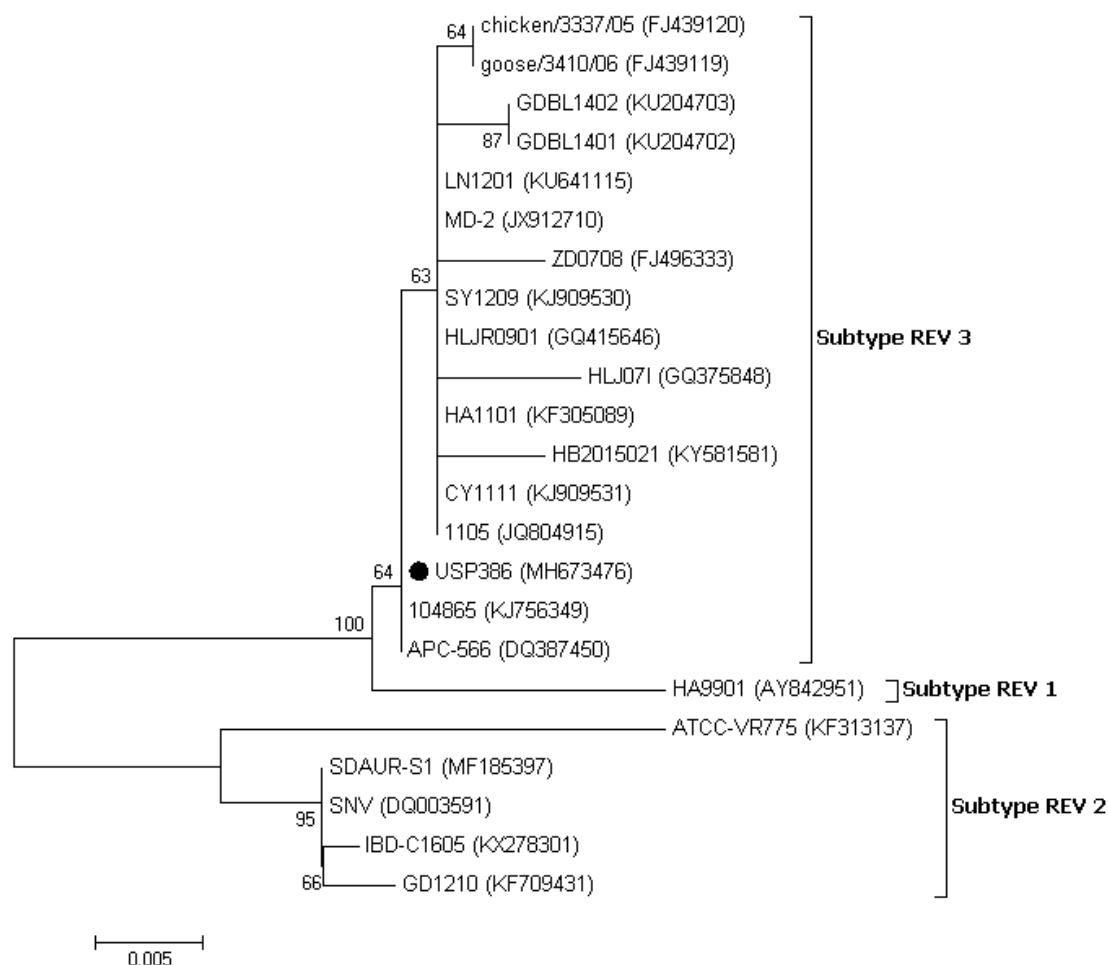 64
chicken/3337/05 (FJ439120)
goose/3410/06 (FJ439119)
GDBL1402 (KU204703)
87
GDBL1401 (KU204702)
LN1201 (KU641115)
MD-2 (JX912710)
ZD0708 (FJ496333)
63
SY1209 (KJ909530)
HLJR0901 (GQ415646)
Subtype REV 3
HLJ07I (GQ375848)
HA1101 (KF305089)
HB2015021 (KY581581)
CY1111 (KJ909531)
1105 (JQ804915)
64
USP386 (MH673476)
104865 (KJ756349)
100
APC-566 (DQ387450)
HA9901 (AY842951)
Subtype REV 1
ATCC-VR775 (KF313137)
SDAUR-S1 (MF185397)
SNV (DQ003591)
Subtype REV 2
95
IBD-C1605 (KX278301)
66
GD1210 (KF709431)
0.005